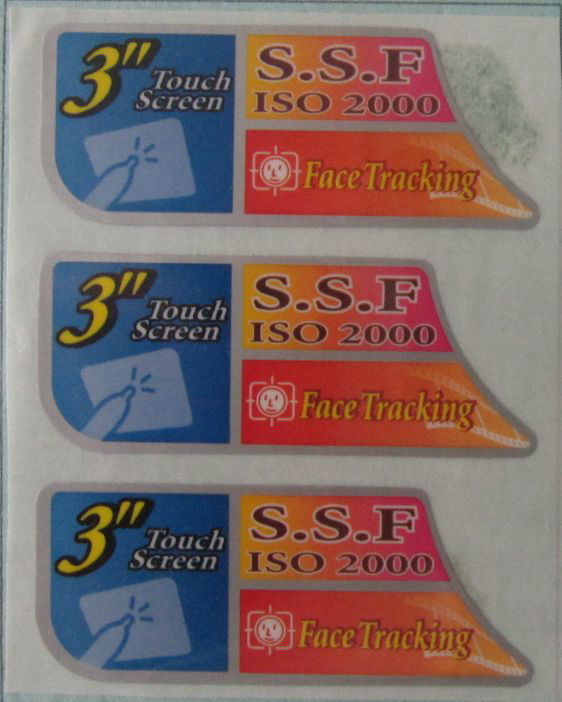 3"
Touch
Screen
S.S.F
ISO 2000
Face Tracking
3"
Touch
Screen
S.S.F
ISO 2000
Face Tracking
3"
Touch
Screen
S.S.F
ISO 2000
Face Tracking